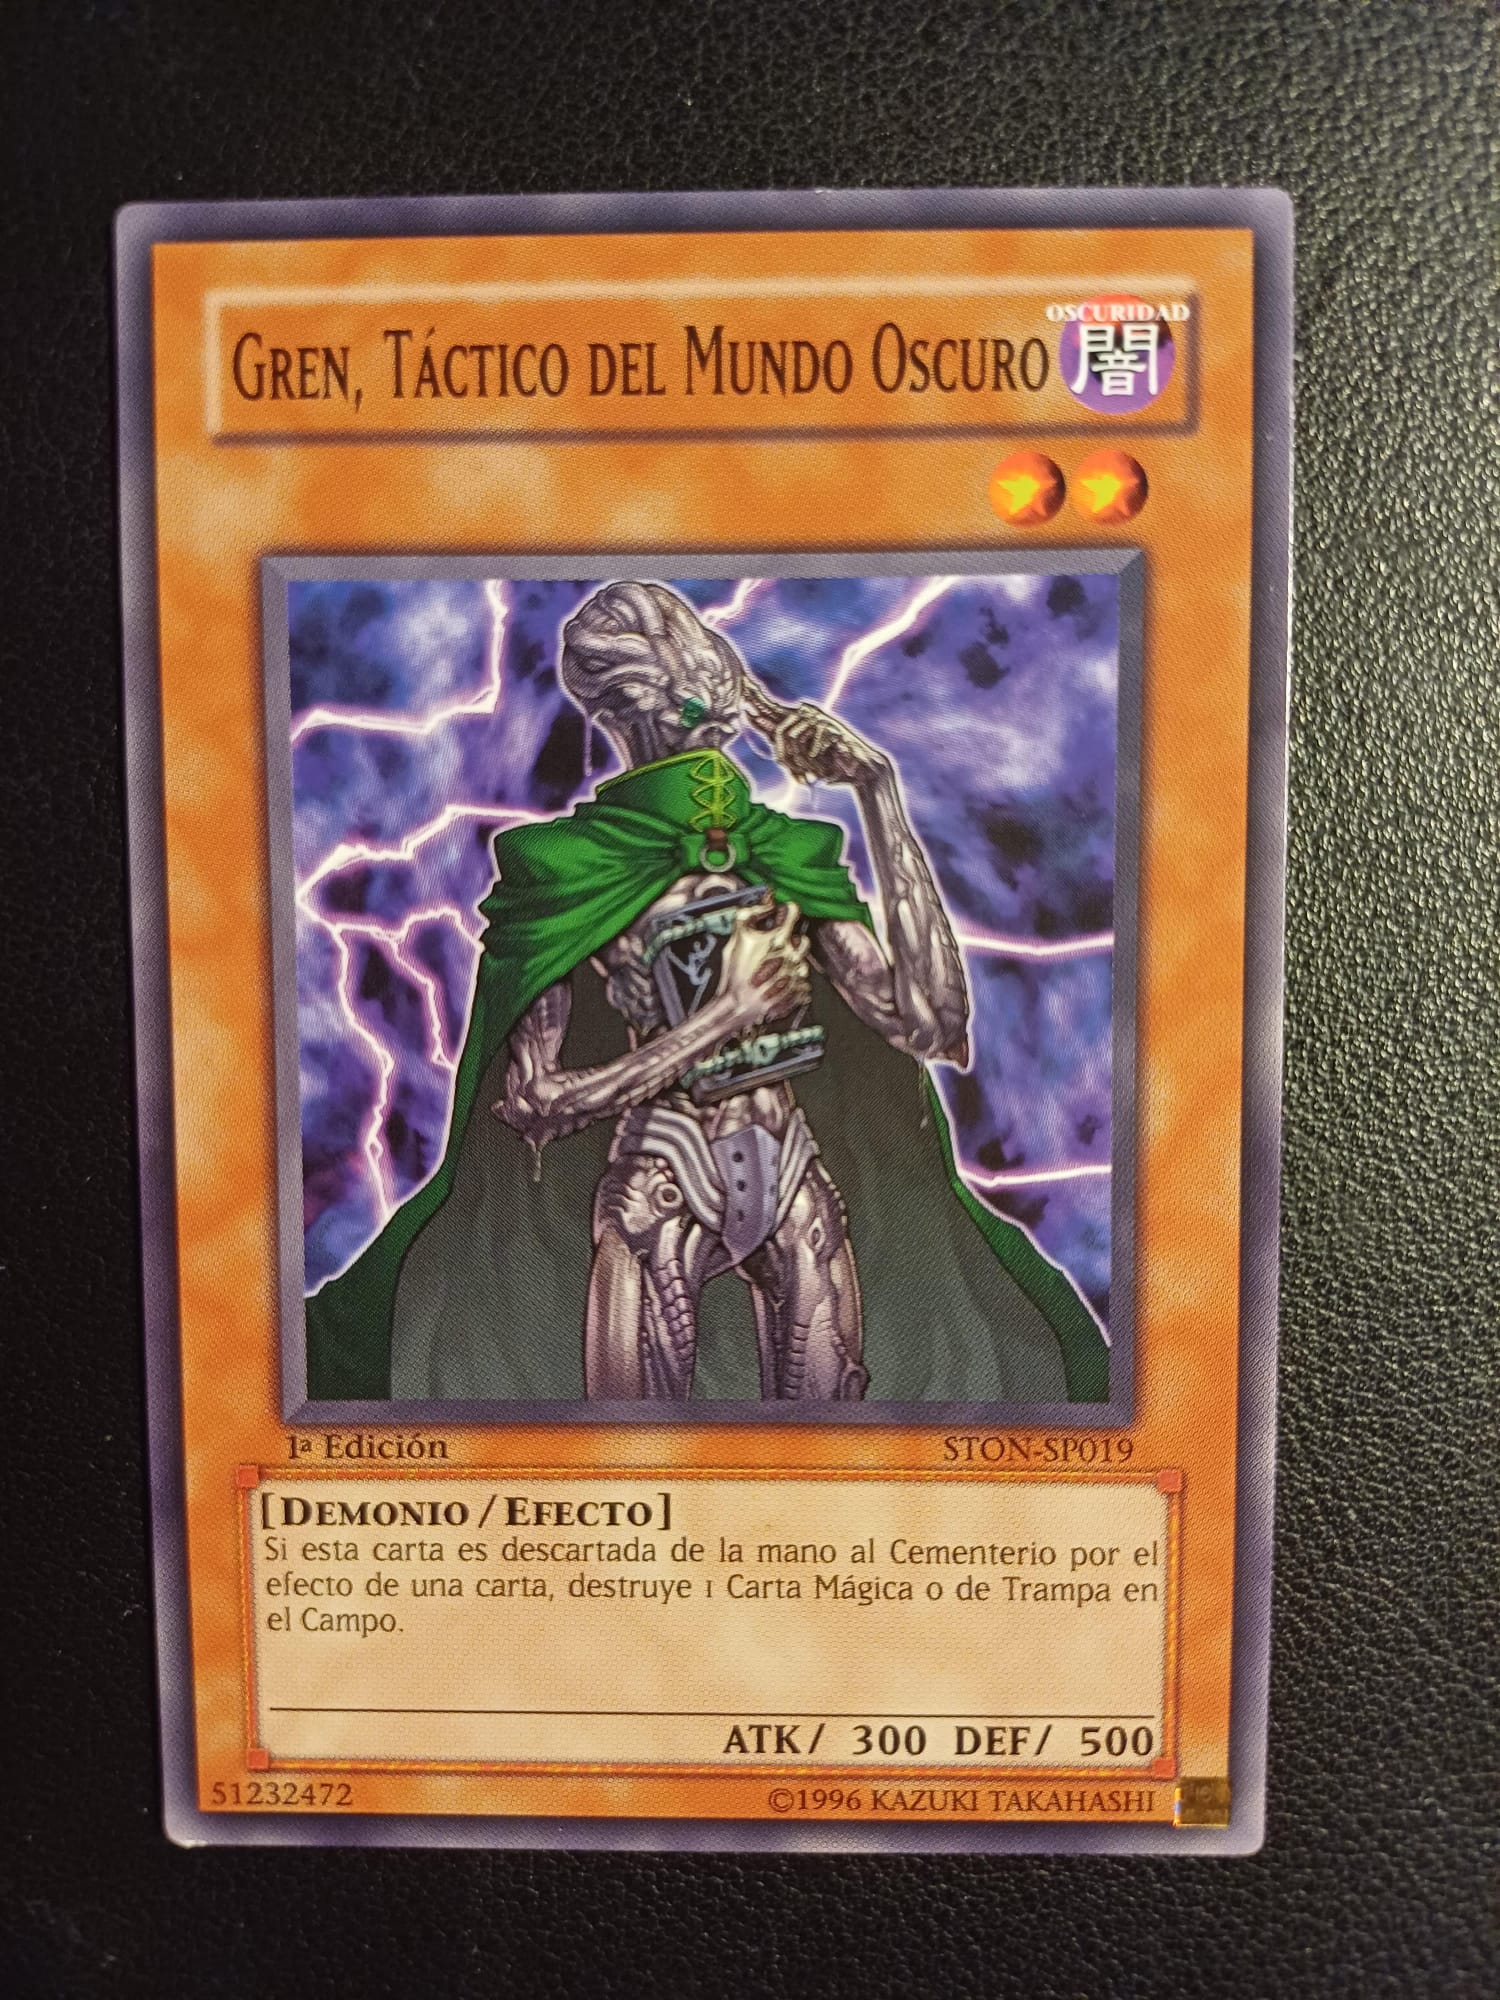 GREN, TÁCTICO DEL MUNDO OSCURO
OSCURIDAD
闇
1ª Edición
STON-SP019
[DEMONIO / EFECTO]
Si esta carta es descartada de la mano al Cementerio por el
efecto de una carta, destruye 1 Carta Mágica o de Trampa en
el Campo.
ATK/ 300 DEF/ 500
51232472
©1996 KAZUKI TAKAHASHI